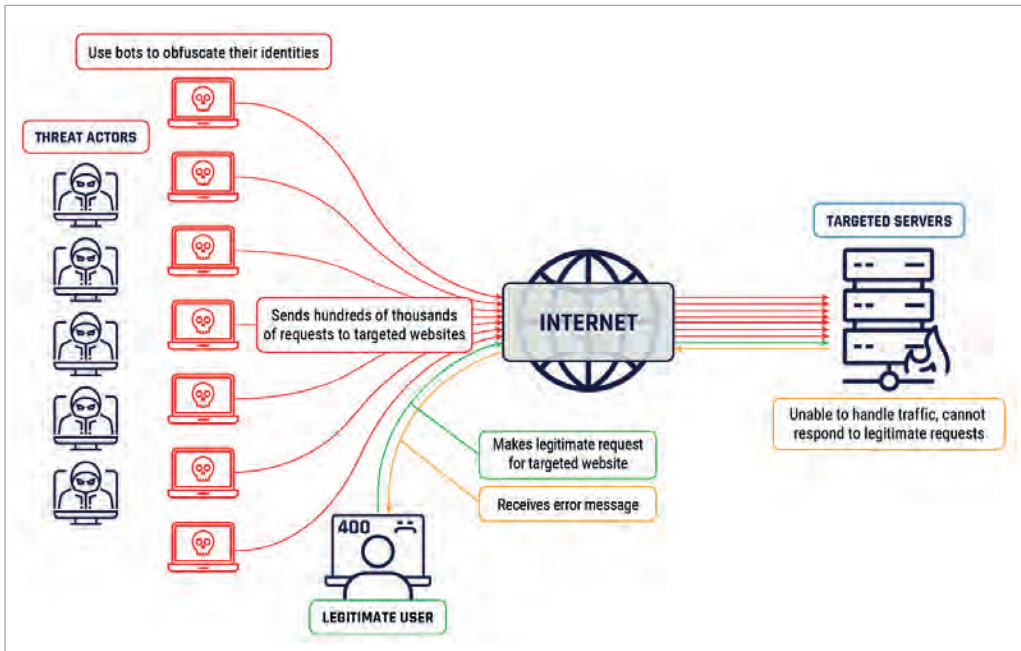 Use bots to obfuscate their identities
THREAT ACTORS
Sends hundreds of thousands
of requests to targeted websites
INTERNET
TARGETED SERVERS
Unable to handle traffic, cannot
respond to legitimate requests
Makes legitimate request
for targeted website
Receives error message
400
LEGITIMATE USER